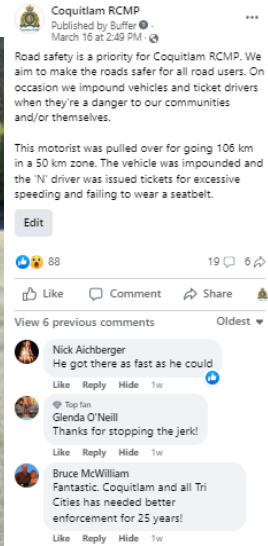 Coquitlam RCMP
Published by Buffer
March 16 at 2:49 PM ·
Road safety is a priority for Coquitlam RCMP. We
aim to make the roads safer for all road users. On
occasion we impound vehicles and ticket drivers
when they're a danger to our communities
and/or themselves.
This motorist was pulled over for going 106 km
in a 50 km zone. The vehicle was impounded and
the 'N' driver was issued tickets for excessive
speeding and failing to wear a seatbelt.
Edit
88 19 6
Like Comment Share
View 6 previous comments Oldest
Nick Aichberger
He got there as fast as he could
Like Reply Hide 1w
Top fan
Glenda O'Neill
Thanks for stopping the jerk!
Like Reply Hide 1w
Bruce McWilliam
Fantastic. Coquitlam and all Tri
Cities has needed better
enforcement for 25 years!
Like Reply Hide 1w